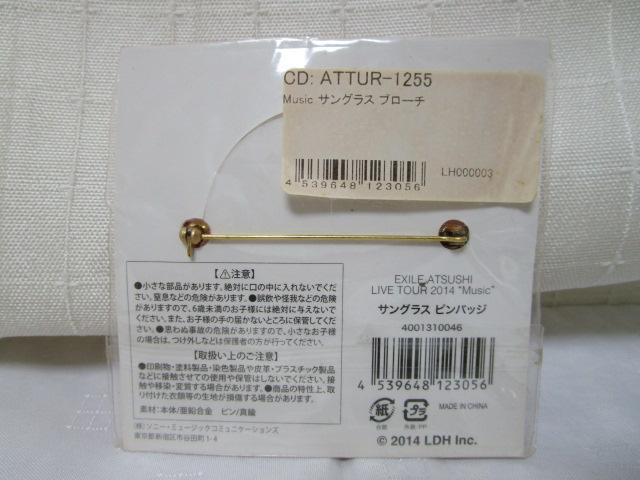 CD: ATTUR-1255
Music サングラス ブローチ
4 539648 123056
LH000003
EXILE ATSUSHI
LIVE TOUR 2014 "Music"
サングラス ピンバッジ
4001310046
4 539648 123056
紙
台紙
プラ
外装:PP
MADE IN CHINA
© 2014 LDH Inc.
【⚠注意】
●小さな部品があります。絶対に口の中に入れないでください。
窒息などの危険があります。●誤飲や怪我などの危険
がありますので、6歳未満のお子様には絶対に与えないでく
ださい。また、お子様の手の届かないところに保管してください。
●思わぬ事故の危険がありますので、小さなお子様
の場合は、つけ外しなどは保護者の方が行ってください。
【取扱い上のご注意】
●印刷物・塗料製品・染色製品や皮革・プラスチック製品
などに接触させての使用や保管はしないでください。接
触や移染・変質する場合があります。●商品の特性上、取り
付けた衣類等の生地が損傷する場合があります。
素材:本体/亜鉛合金 ピン/真鍮
(株)ソニー・ミュージックコミュニケーションズ
東京都新宿区市谷田町1-4